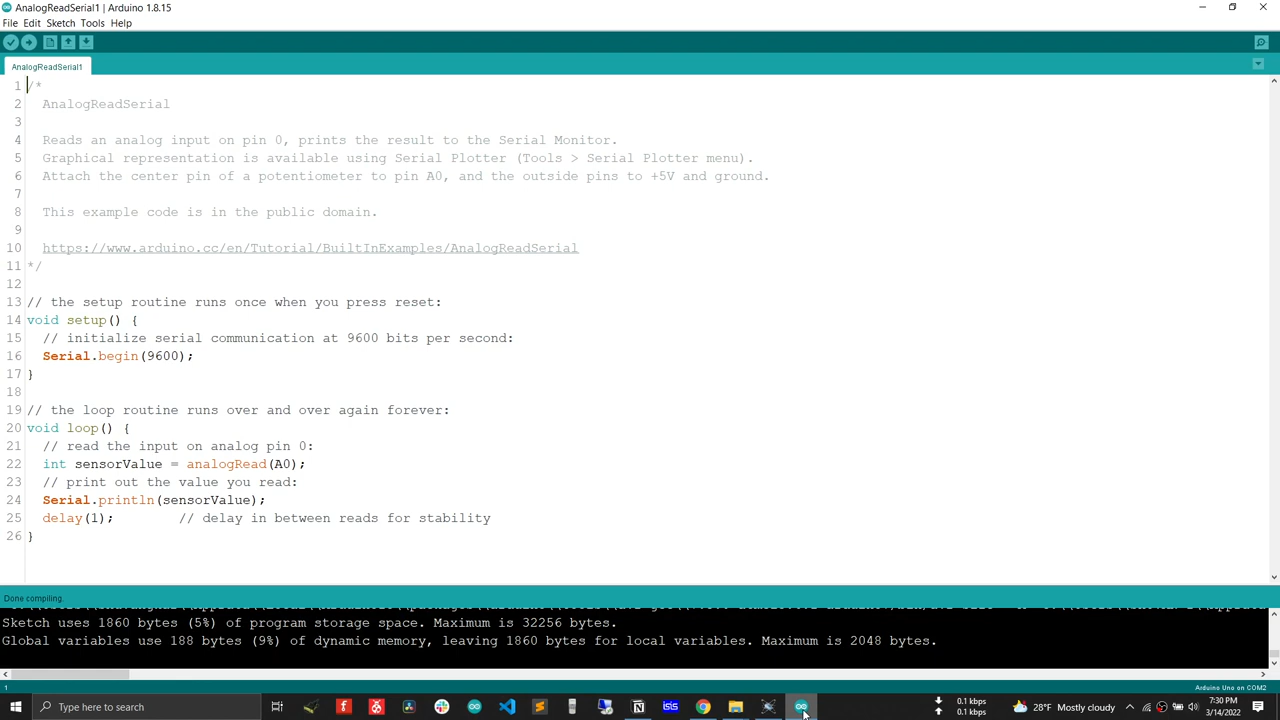 AnalogReadSerial1 | Arduino 1.8.15
File Edit Sketch Tools Help
AnalogReadSerial1
1 /*
2 AnalogReadSerial
3
4 Reads an analog input on pin 0, prints the result to the Serial Monitor.
5 Graphical representation is available using Serial Plotter (Tools > Serial Plotter menu).
6 Attach the center pin of a potentiometer to pin A0, and the outside pins to +5V and ground.
7
8 This example code is in the public domain.
9
10 https://www.arduino.cc/en/Tutorial/BuiltInExamples/AnalogReadSerial
11 */
12
13 // the setup routine runs once when you press reset:
14 void setup() {
15 // initialize serial communication at 9600 bits per second:
16 Serial.begin(9600);
17 }
18
19 // the loop routine runs over and over again forever:
20 void loop() {
21 // read the input on analog pin 0:
22 int sensorValue = analogRead(A0);
23 // print out the value you read:
24 Serial.println(sensorValue);
25 delay(1); // delay in between reads for stability
26 }
Done compiling.
Sketch uses 1860 bytes (5%) of program storage space. Maximum is 32256 bytes.
Global variables use 188 bytes (9%) of dynamic memory, leaving 1860 bytes for local variables. Maximum is 2048 bytes.
1 Arduino Uno on COM2
Type here to search
isis
0.1 kbps
0.1 kbps
28°F Mostly cloudy
7:30 PM
3/14/2022